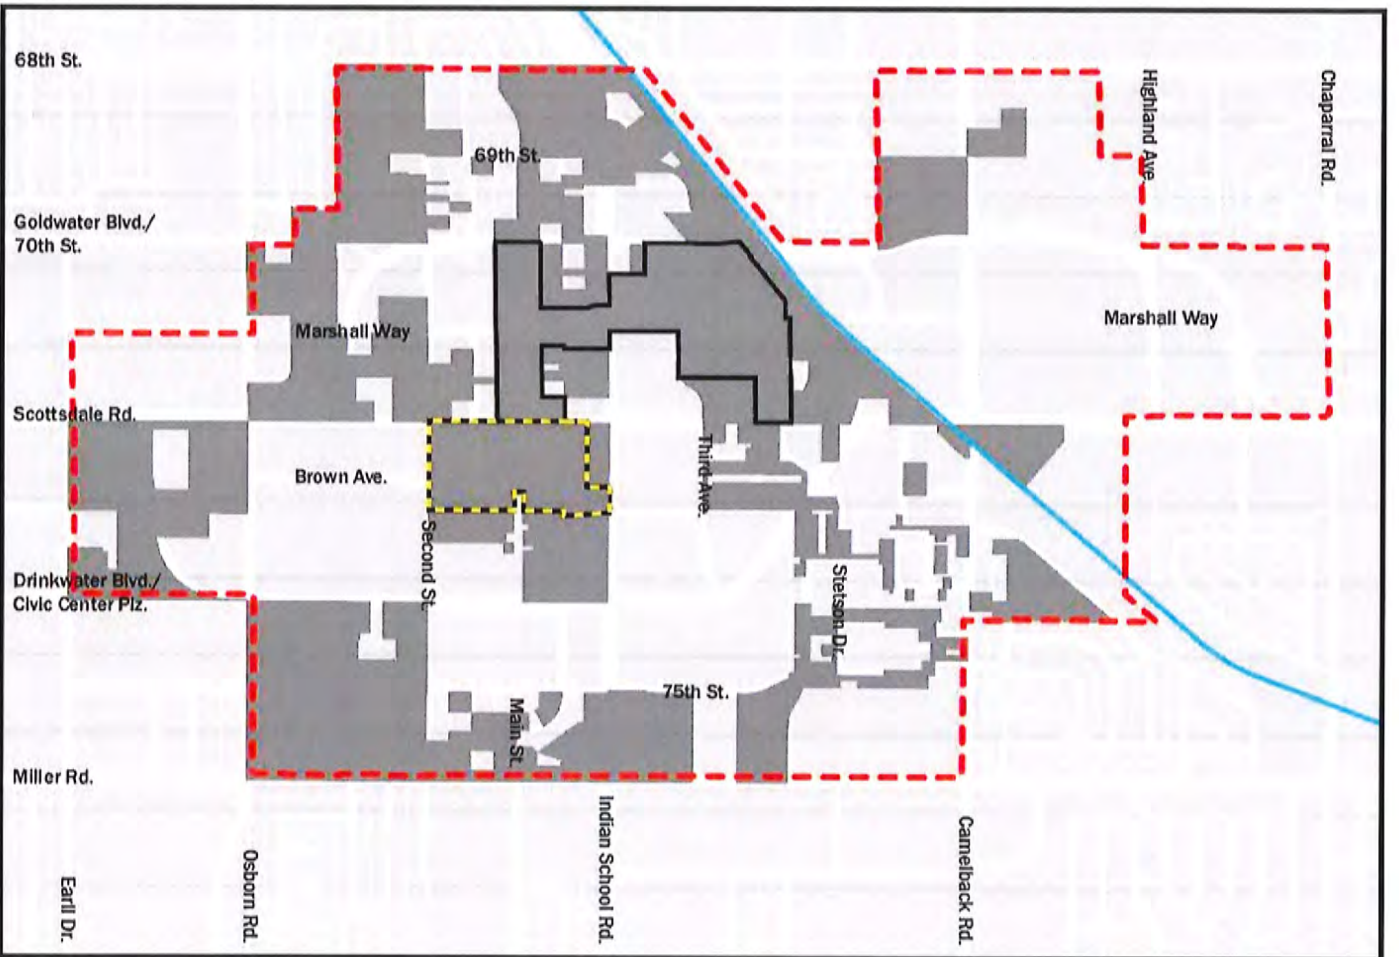 68th St.
Highland Ave.
Chaparral Rd.
69th St.
Goldwater Blvd./
70th St.
Marshall Way
Marshall Way
Scottsdale Rd.
Third Ave.
Brown Ave.
Second St.
Stetson Dr.
Drinkwater Blvd./
Civic Center Plz.
75th St.
Main St.
Miller Rd.
Indian School Rd.
Camelback Rd.
Osborn Rd.
Earll Dr.